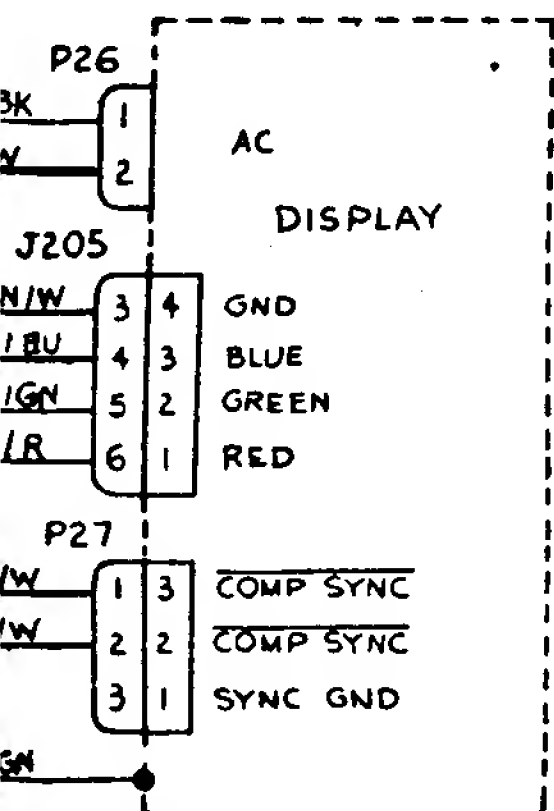 P26
BK 1
AC
W 2
DISPLAY
J205
N/W 3 4 GND
/BU 4 3 BLUE
/GN 5 2 GREEN
/R 6 1 RED
P27
/W 1 3 COMP SYNC
/W 2 2 COMP SYNC
3 1 SYNC GND
GN